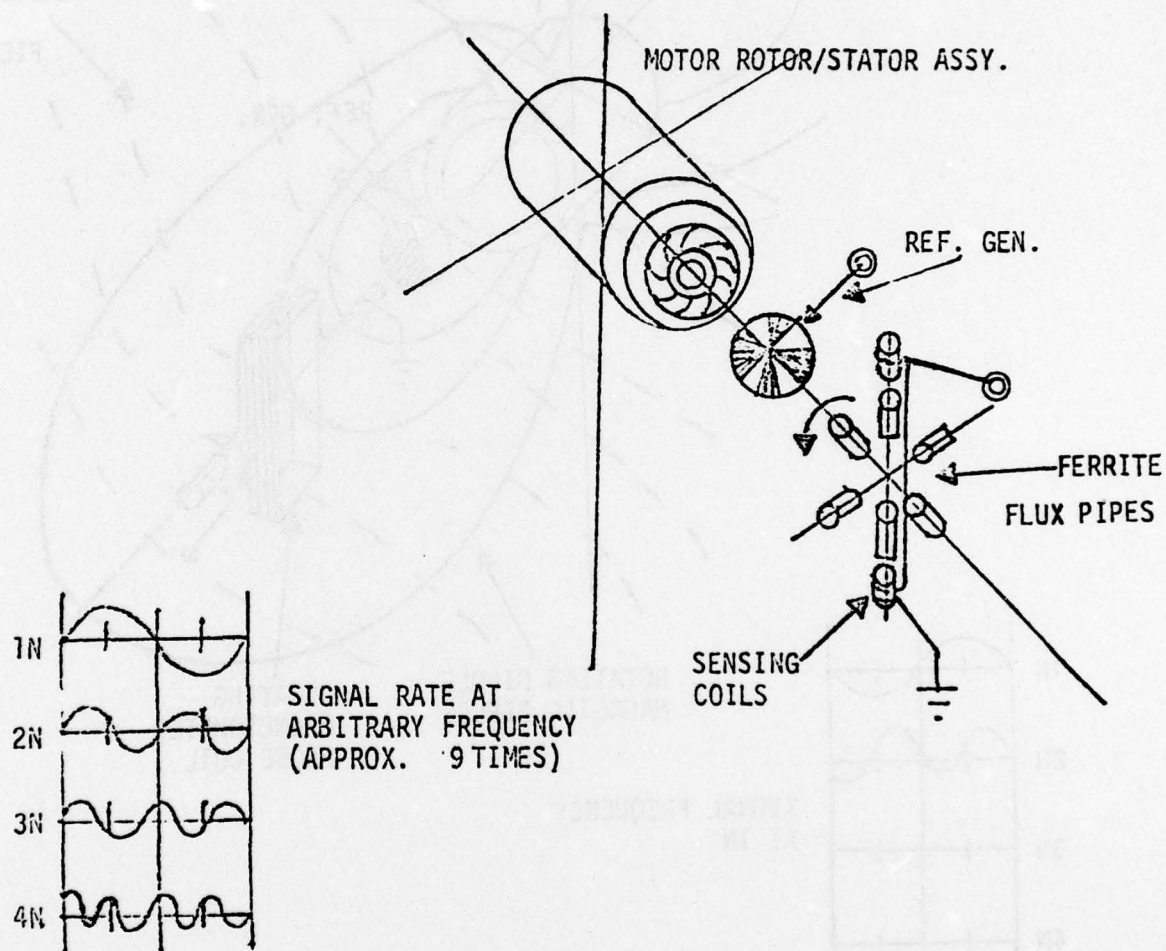 MOTOR ROTOR/STATOR ASSY.
REF. GEN.
FERRITE
FLUX PIPES
SENSING
COILS
1N
2N
3N
4N
SIGNAL RATE AT
ARBITRARY FREQUENCY
(APPROX. 9 TIMES)